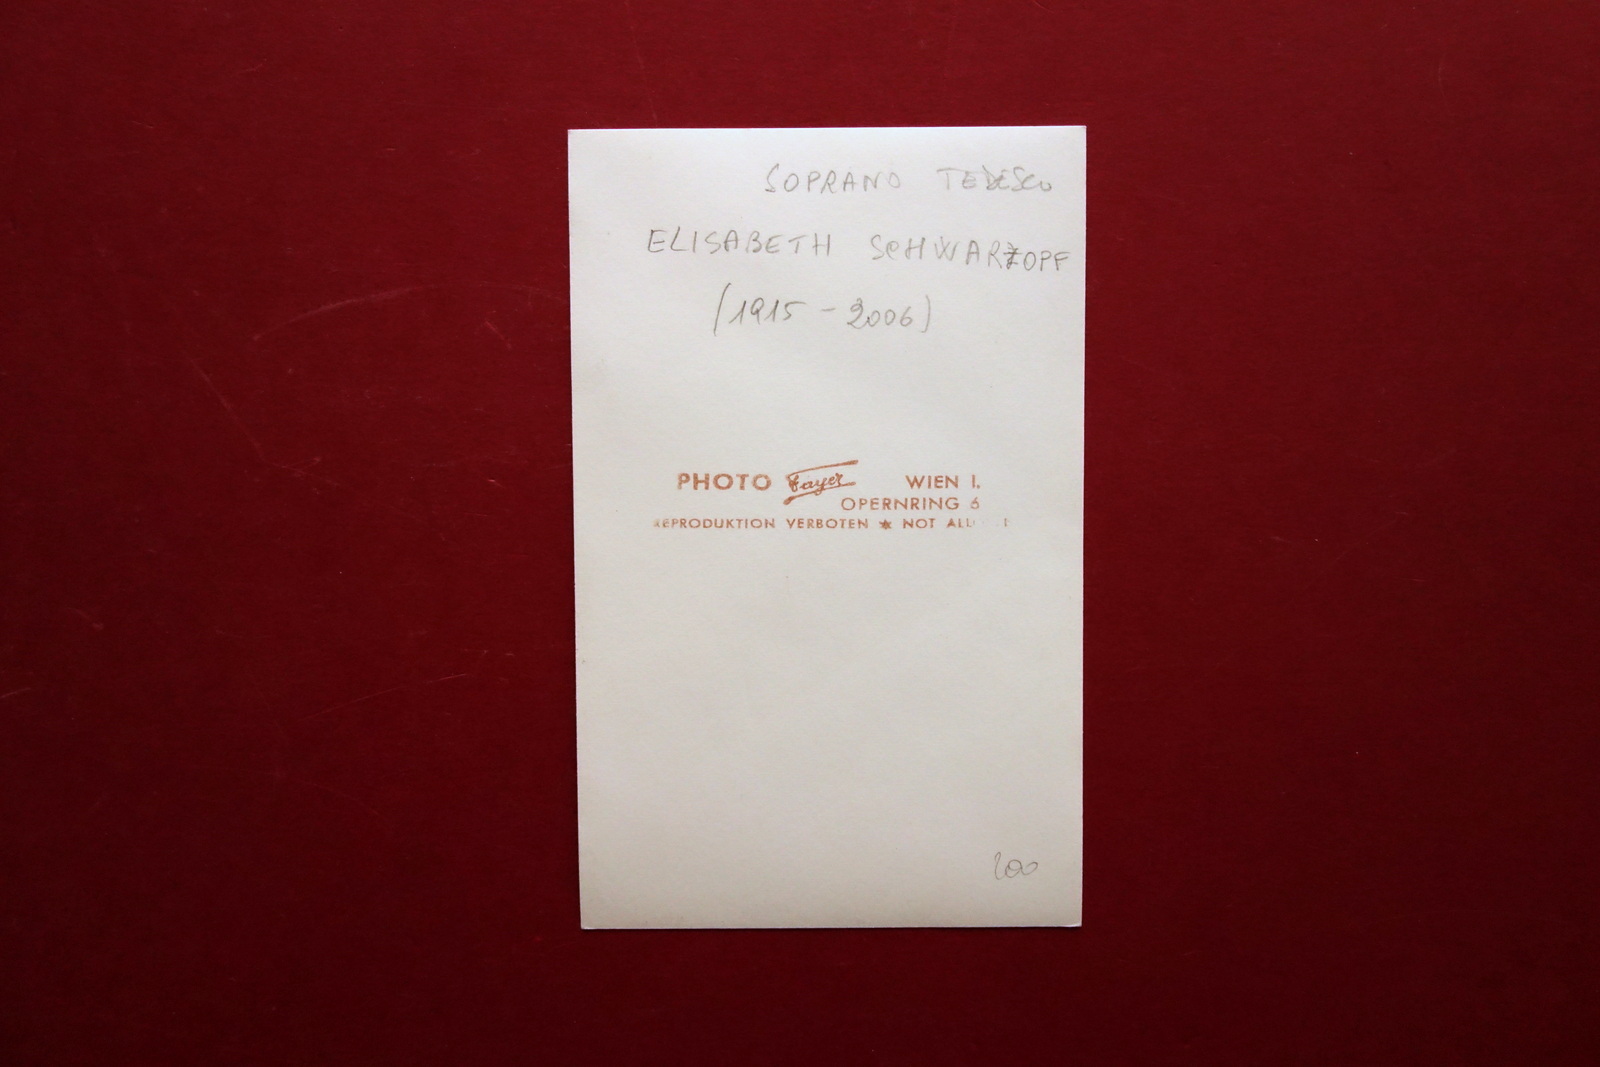 SOPRANO TEDESCO
ELISABETH SCHWARZOPF
(1915 - 2006)
PHOTO Fayer WIEN I.
OPERNRING 6
REPRODUKTION VERBOTEN * NOT
200